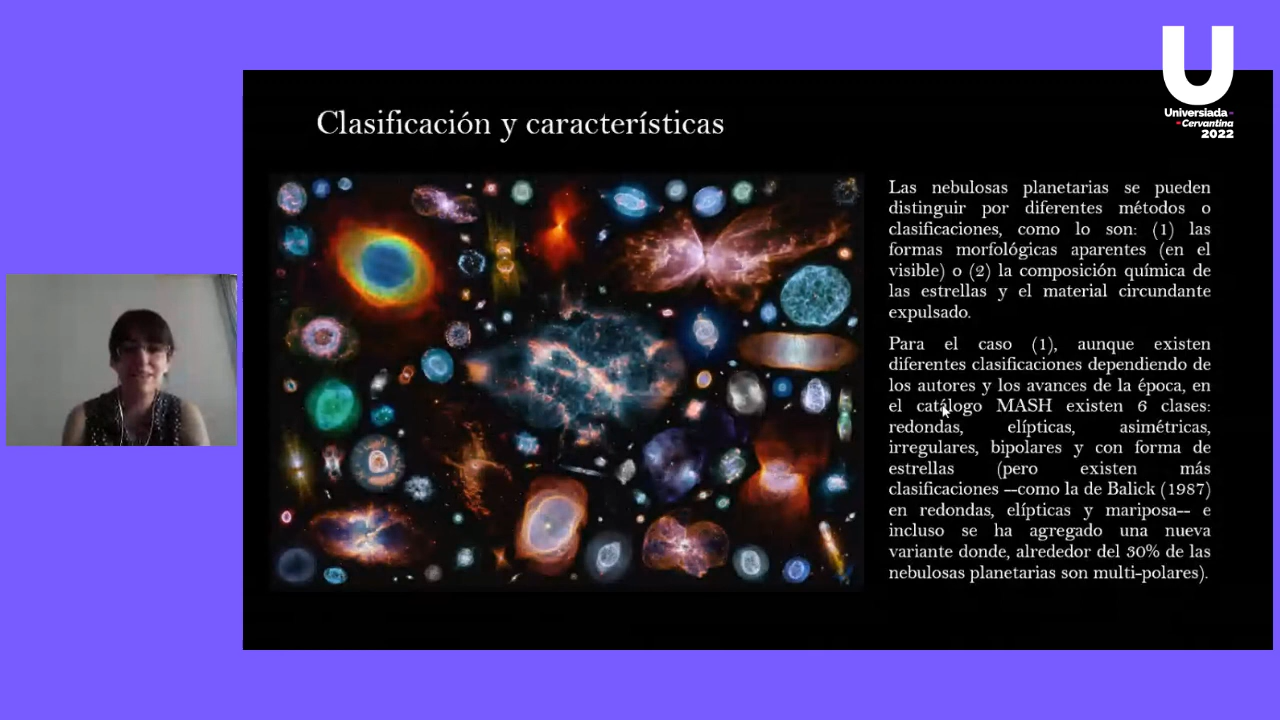 U
Universiada-
-Cervantina
2022
Clasificación y características
Las nebulosas planetarias se pueden
distinguir por diferentes métodos o
clasificaciones, como lo son: (1) las
formas morfológicas aparentes (en el
visible) o (2) la composición química de
las estrellas y el material circundante
expulsado.
Para el caso (1), aunque existen
diferentes clasificaciones dependiendo de
los autores y los avances de la época, en
el catálogo MASH existen 6 clases:
redondas, elípticas, asimétricas,
irregulares, bipolares y con forma de
estrellas (pero existen más
clasificaciones --como la de Balick (1987)
en redondas, elípticas y mariposa-- e
incluso se ha agregado una nueva
variante donde, alrededor del 30% de las
nebulosas planetarias son multi-polares).